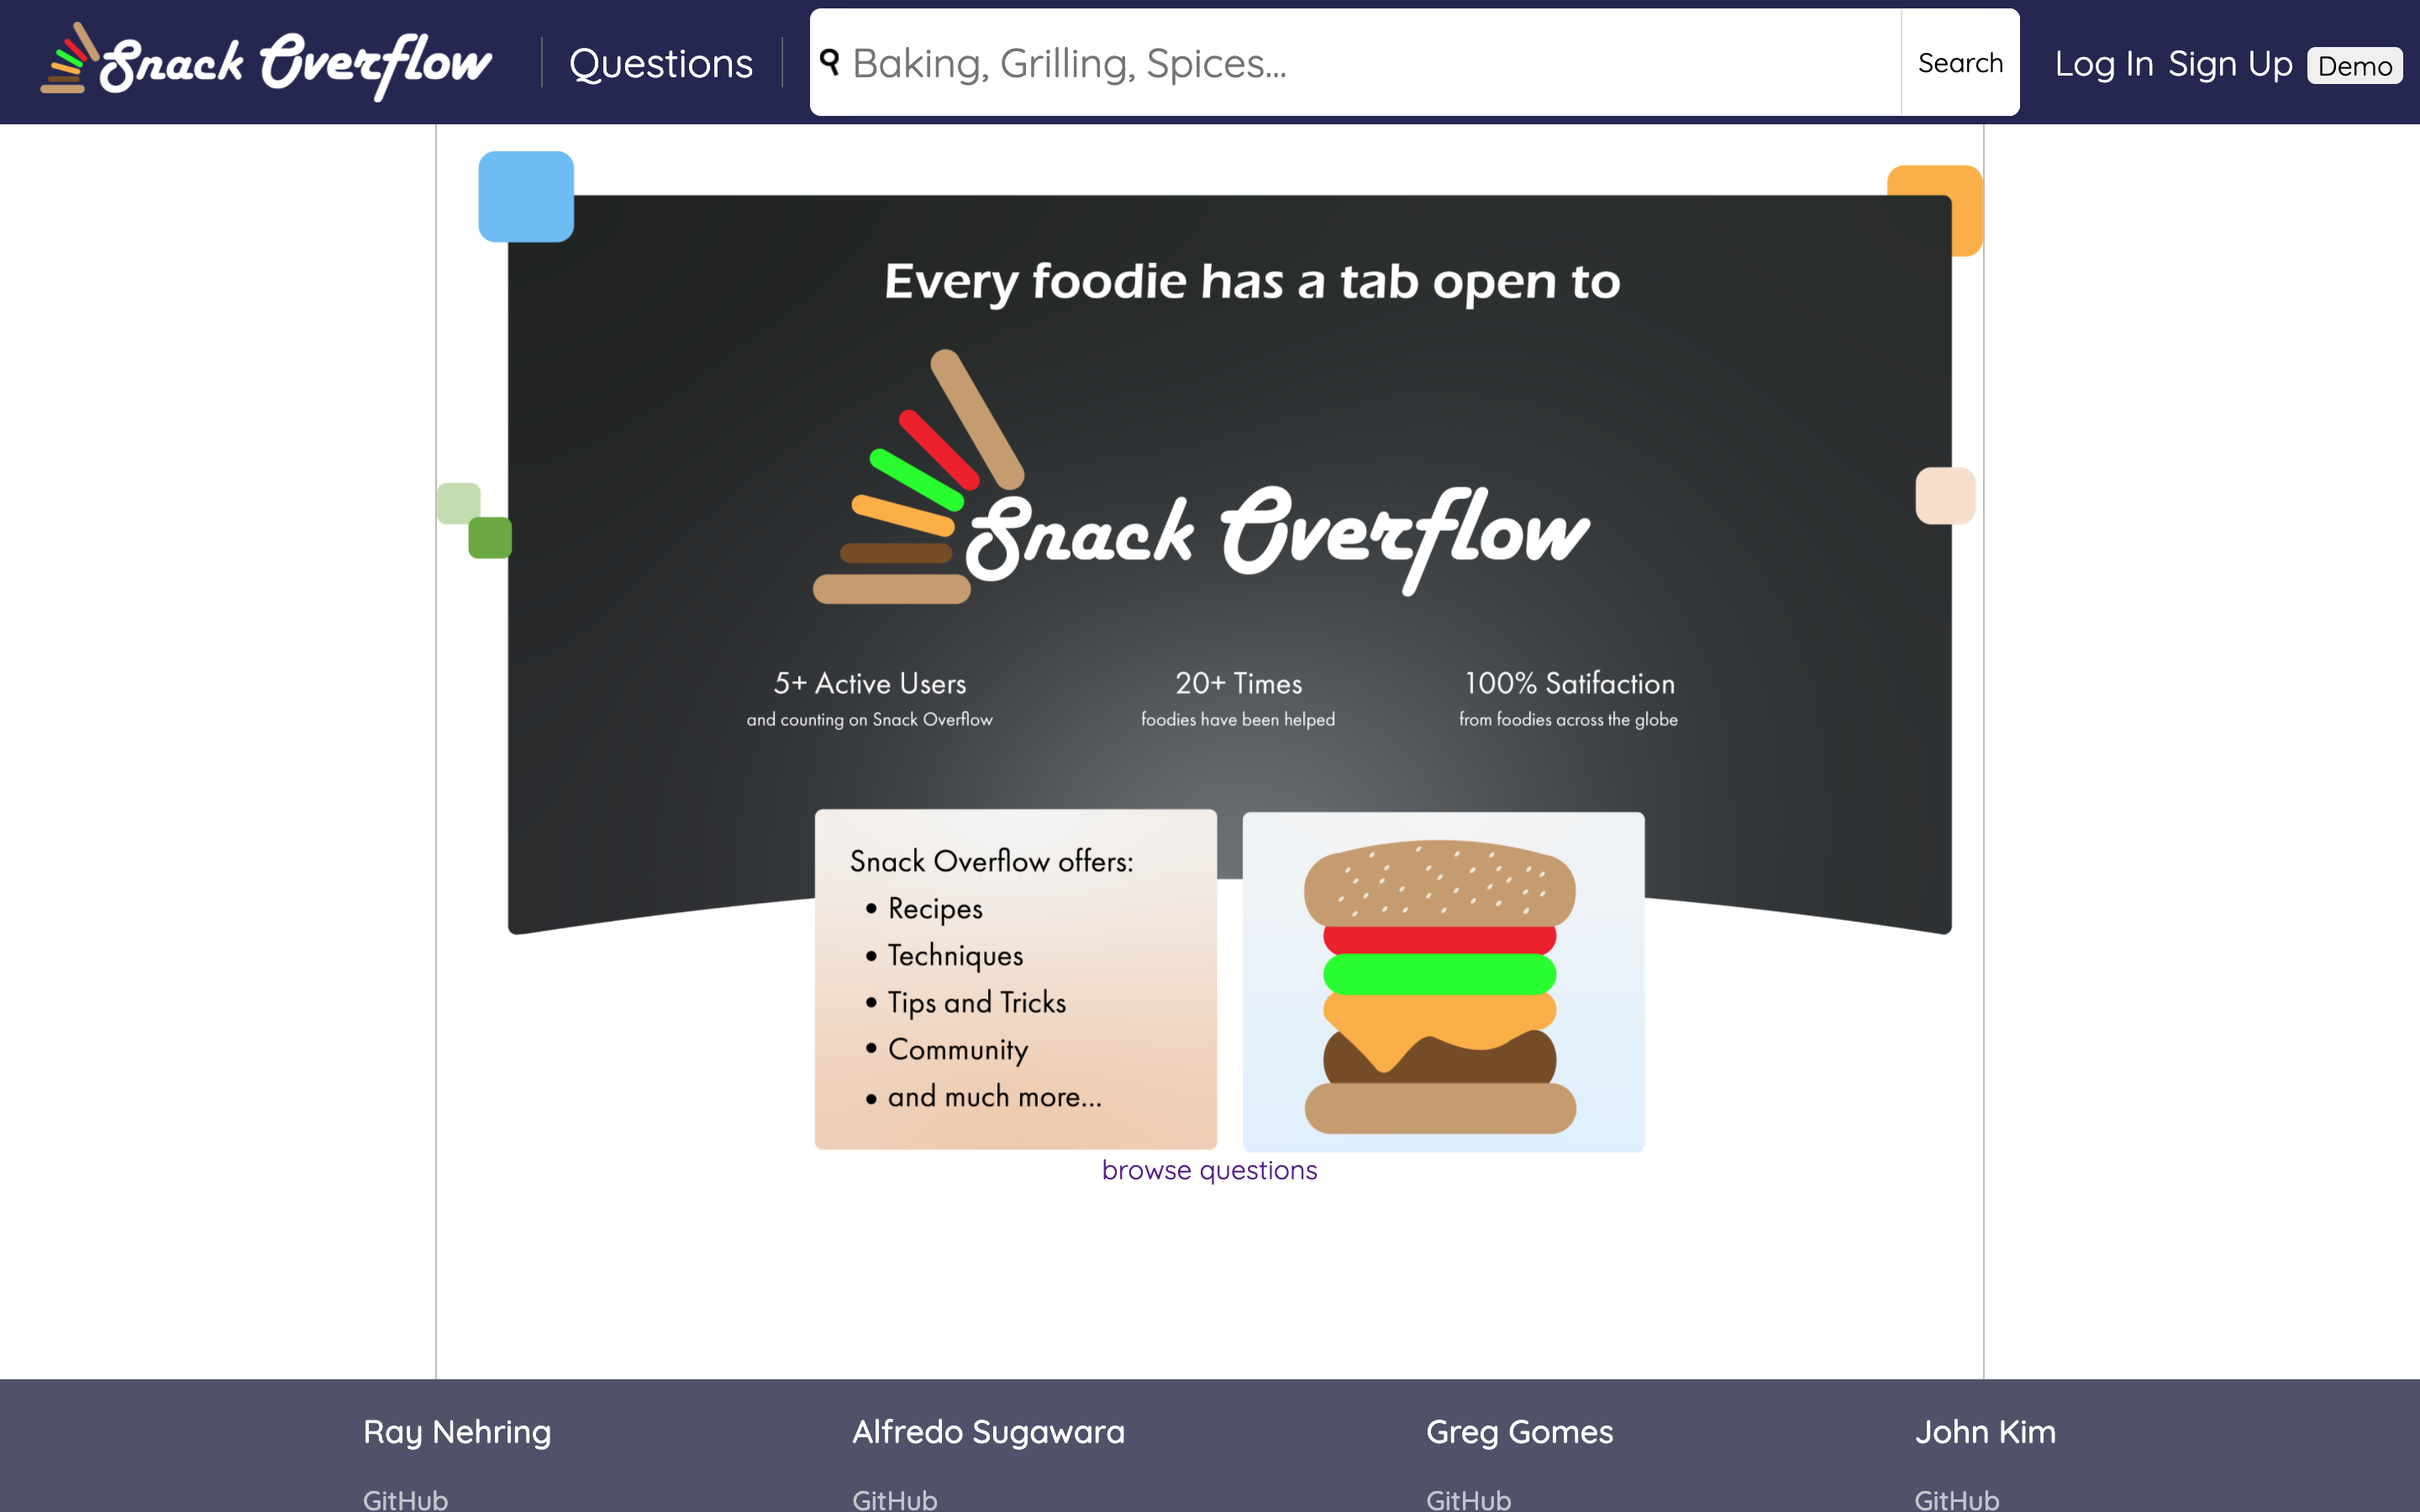 Snack Overflow
Questions
Baking, Grilling, Spices...
Search
Log In Sign Up Demo
Every foodie has a tab open to
Snack Overflow
5+ Active Users
and counting on Snack Overflow
20+ Times
foodies have been helped
100% Satifaction
from foodies across the globe
Snack Overflow offers:
• Recipes
• Techniques
• Tips and Tricks
• Community
• and much more...
browse questions
Ray Nehring
GitHub
Alfredo Sugawara
GitHub
Greg Gomes
GitHub
John Kim
GitHub